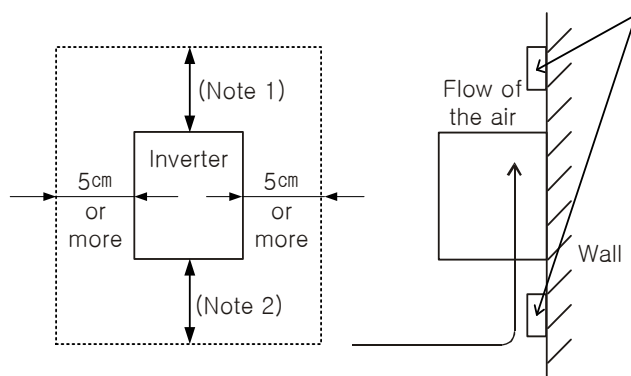 (Note 1)
Inverter
5cm
or
more
5cm
or
more
(Note 2)
Flow of
the air
Wall